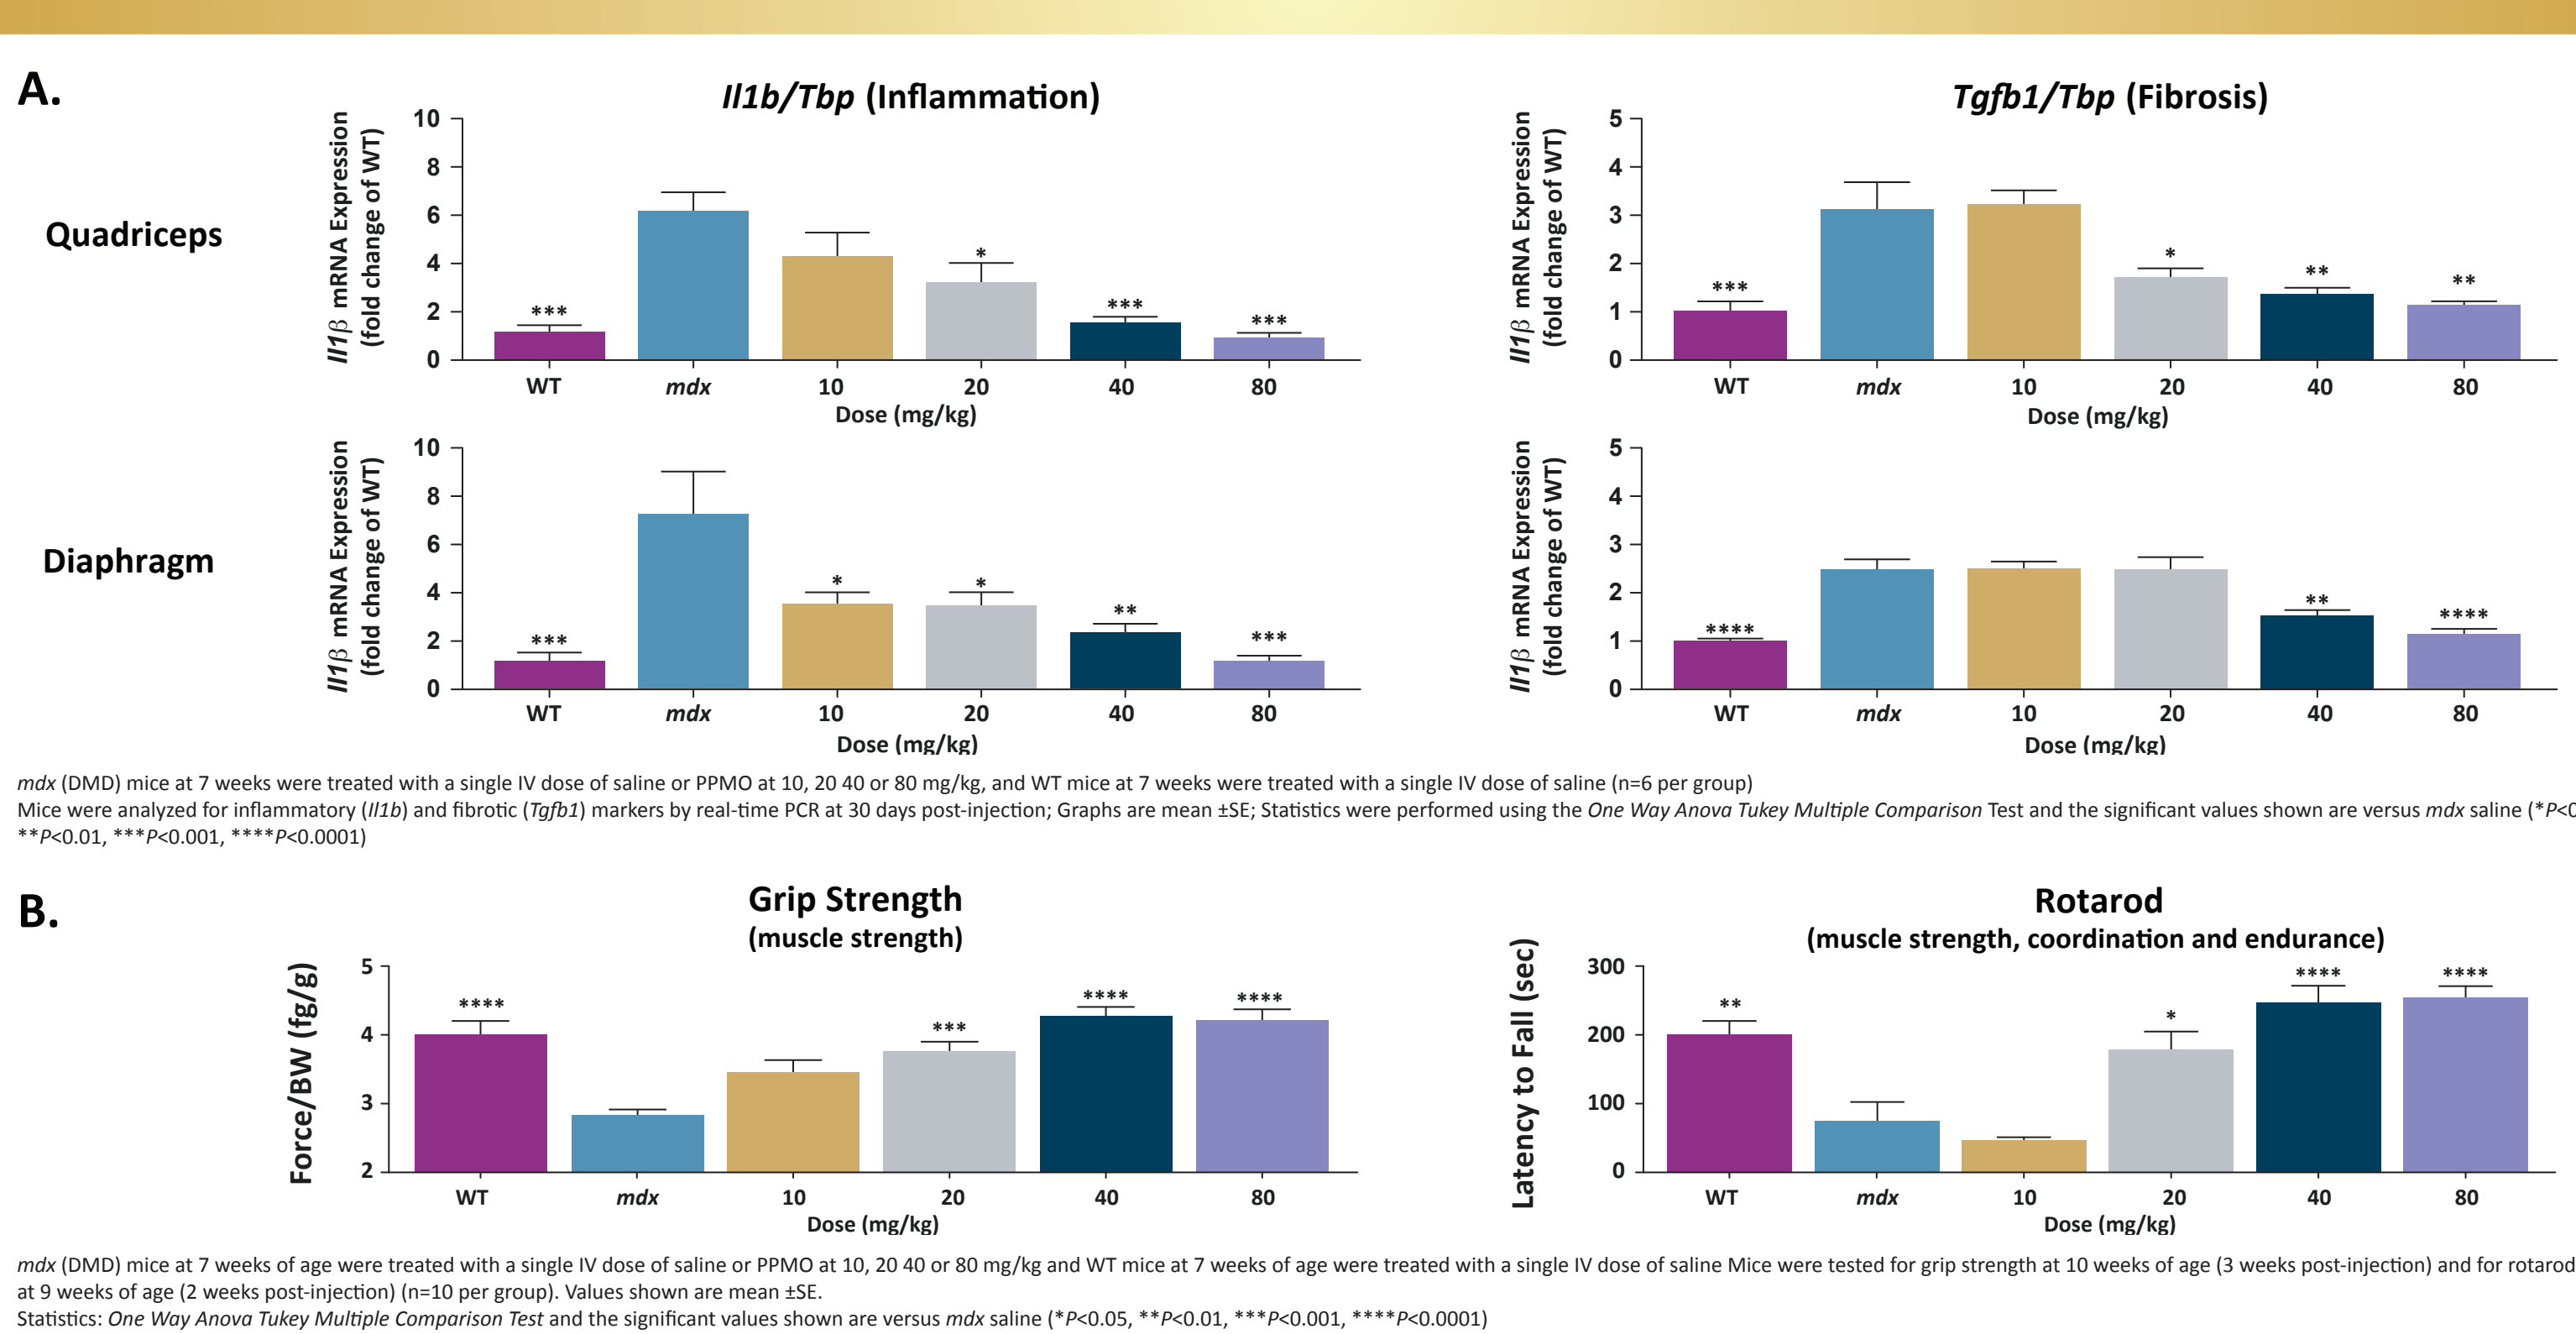 A.
Il1b/Tbp (Inflammation)
Tgfb1/Tbp (Fibrosis)
Quadriceps
Il1β mRNA Expression
(fold change of WT)
10
8
6
4
2
0
***
*
***
***
WT mdx 10 20 40 80
Dose (mg/kg)
Il1β mRNA Expression
(fold change of WT)
5
4
3
2
1
0
***
*
**
**
WT mdx 10 20 40 80
Dose (mg/kg)
Diaphragm
Il1β mRNA Expression
(fold change of WT)
10
8
6
4
2
0
***
*
*
**
***
WT mdx 10 20 40 80
Dose (mg/kg)
Il1β mRNA Expression
(fold change of WT)
5
4
3
2
1
0
****
**
****
WT mdx 10 20 40 80
Dose (mg/kg)
mdx (DMD) mice at 7 weeks were treated with a single IV dose of saline or PPMO at 10, 20 40 or 80 mg/kg, and WT mice at 7 weeks were treated with a single IV dose of saline (n=6 per group)
Mice were analyzed for inflammatory (Il1b) and fibrotic (Tgfb1) markers by real-time PCR at 30 days post-injection; Graphs are mean ±SE; Statistics were performed using the One Way Anova Tukey Multiple Comparison Test and the significant values shown are versus mdx saline
**P<0.01, ***P<0.001, ****P<0.0001)
B.
Grip Strength
(muscle strength)
Force/BW (fg/g)
5
4
3
2
****
***
****
****
WT mdx 10 20 40 80
Dose (mg/kg)
Rotarod
(muscle strength, coordination and endurance)
Latency to Fall (sec)
300
200
100
0
**
*
****
****
WT mdx 10 20 40 80
Dose (mg/kg)
mdx (DMD) mice at 7 weeks of age were treated with a single IV dose of saline or PPMO at 10, 20 40 or 80 mg/kg and WT mice at 7 weeks of age were treated with a single IV dose of saline Mice were tested for grip strength at 10 weeks of age (3 weeks post-injection) and for rotarod
at 9 weeks of age (2 weeks post-injection) (n=10 per group). Values shown are mean ±SE.
Statistics: One Way Anova Tukey Multiple Comparison Test and the significant values shown are versus mdx saline (*P<0.05, **P<0.01, ***P<0.001, ****P<0.0001)